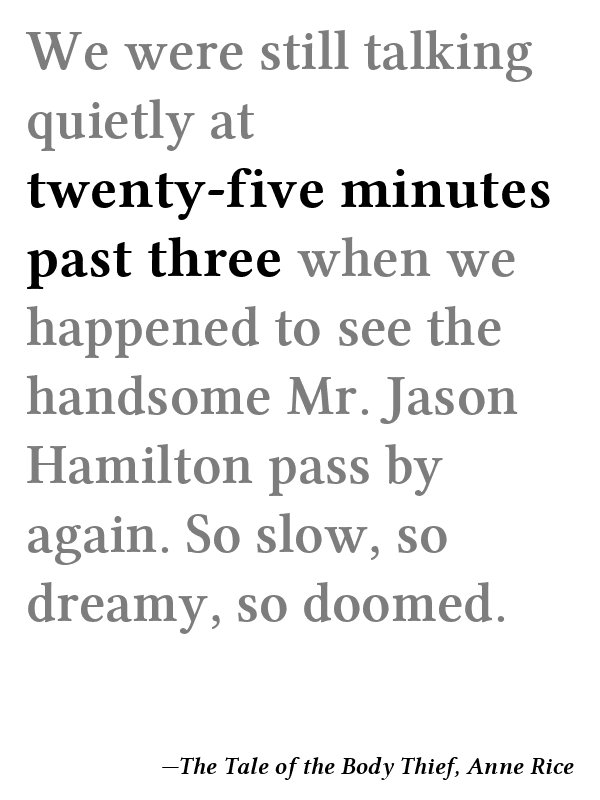 We were still talking
quietly at
twenty-five minutes
past three when we
happened to see the
handsome Mr. Jason
Hamilton pass by
again. So slow, so
dreamy, so doomed.
—The Tale of the Body Thief, Anne Rice